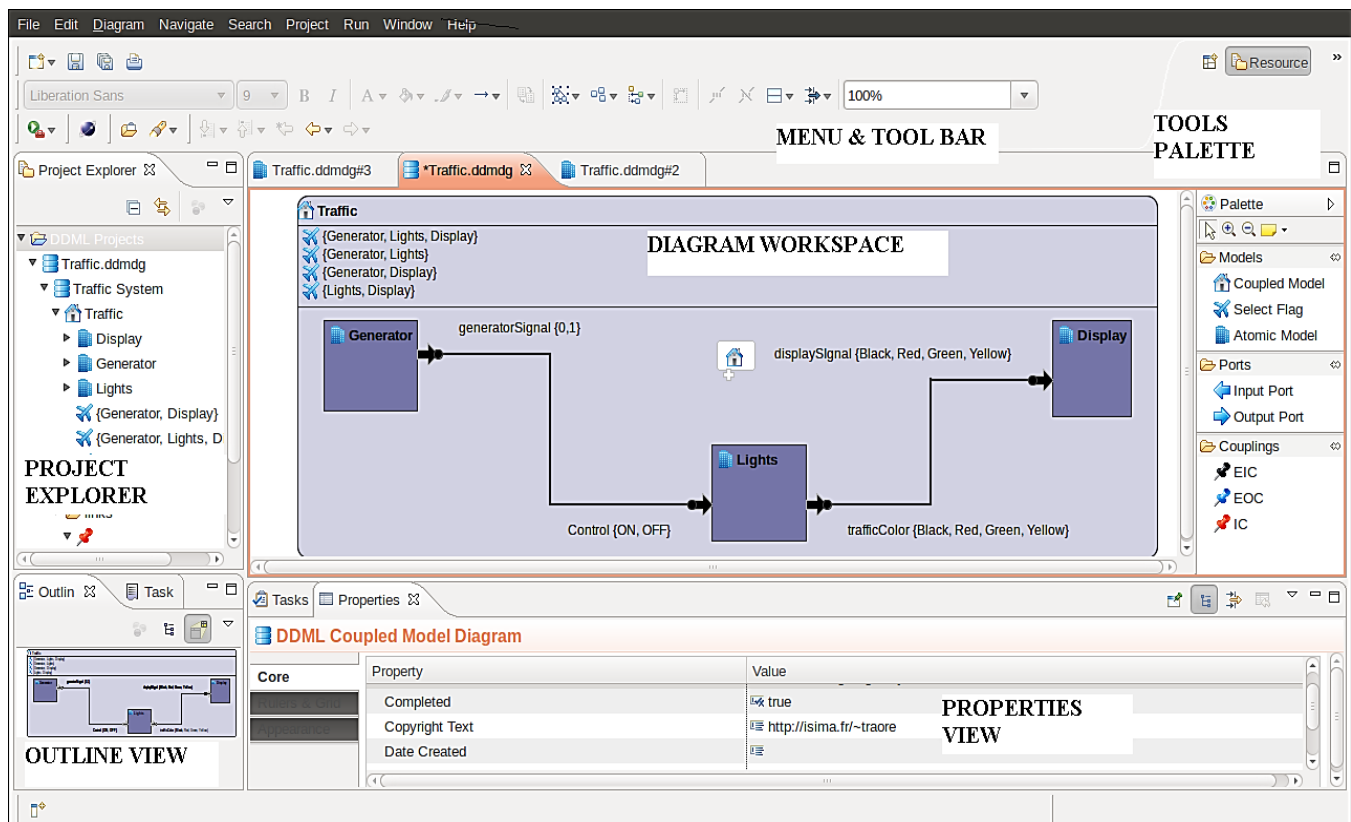 File Edit Diagram Navigate Search Project Run Window Help
Resource
Liberation Sans 9 B I A 100%
MENU & TOOL BAR
TOOLS
PALETTE
Project Explorer
Traffic.ddmdg#3 *Traffic.ddmdg Traffic.ddmdg#2
DDML Projects
Traffic.ddmdg
Traffic System
Traffic
Display
Generator
Lights
{Generator, Display}
{Generator, Lights, D
PROJECT
EXPLORER
links
Traffic
{Generator, Lights, Display}
{Generator, Lights}
{Generator, Display}
{Lights, Display}
DIAGRAM WORKSPACE
Generator
generatorSignal {0,1}
displaySIgnal {Black, Red, Green, Yellow}
Display
Lights
Control {ON, OFF}
trafficColor {Black, Red, Green, Yellow}
Palette
Models
Coupled Model
Select Flag
Atomic Model
Ports
Input Port
Output Port
Couplings
EIC
EOC
IC
Outlin Task
OUTLINE VIEW
Tasks Properties
DDML Coupled Model Diagram
Core
Rulers & Grid
Appearance
Property Value
Completed true
Copyright Text http://isima.fr/~traore
Date Created
PROPERTIES
VIEW